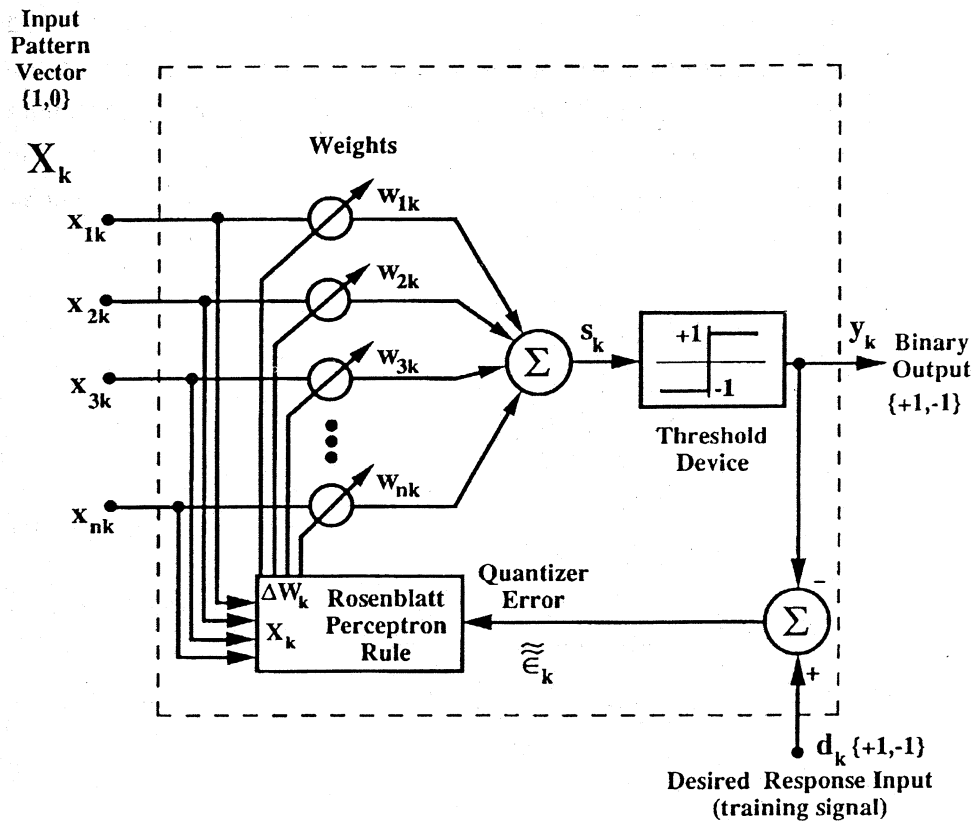 Input
Pattern
Vector
{1,0}
X_k
Weights
x_1k
w_1k
x_2k
w_2k
x_3k
w_3k
x_nk
w_nk
Σ
s_k
+1
-1
Threshold
Device
y_k
Binary
Output
{+1,-1}
ΔW_k
X_k
Rosenblatt
Perceptron
Rule
Quantizer
Error
ϵ̃̃_k
-
Σ
+
d_k {+1,-1}
Desired Response Input
(training signal)